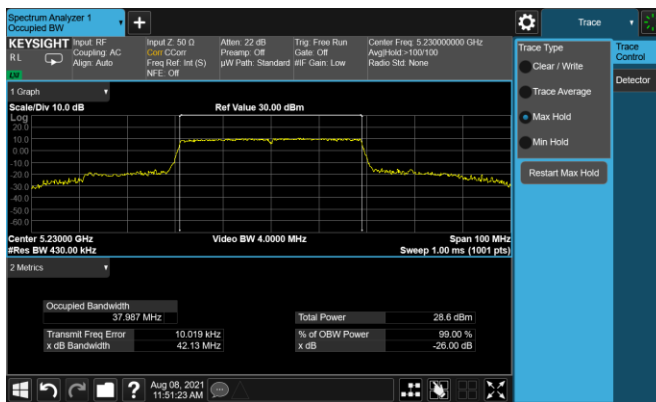 Spectrum Analyzer 1
Occupied BW
Trace
KEYSIGHT
R L
Input: RF
Coupling: AC
Align: Auto
Input Z: 50 Ω
Corr CCorr
Freq Ref: Int (S)
NFE: Off
Atten: 22 dB
Preamp: Off
µW Path: Standard
Trig: Free Run
Gate: Off
#IF Gain: Low
Center Freq: 5.230000000 GHz
Avg|Hold:>100/100
Radio Std: None
LXI
1 Graph
Scale/Div 10.0 dB
Ref Value 30.00 dBm
Log
20.0
10.0
0.00
-10.0
-20.0
-30.0
-40.0
-50.0
-60.0
Center 5.23000 GHz
#Res BW 430.00 kHz
Video BW 4.0000 MHz
Span 100 MHz
Sweep 1.00 ms (1001 pts)
2 Metrics
Occupied Bandwidth
37.987 MHz
Total Power 28.6 dBm
Transmit Freq Error 10.019 kHz
% of OBW Power 99.00 %
x dB Bandwidth 42.13 MHz
x dB -26.00 dB
Trace Type
Clear / Write
Trace Average
Max Hold
Min Hold
Restart Max Hold
Trace
Control
Detector
?
Aug 08, 2021
11:51:23 AM